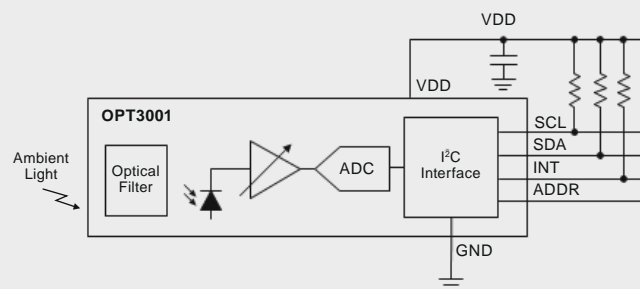 VDD
VDD
OPT3001
SCL
SDA
INT
ADDR
I²C
Interface
ADC
Optical
Filter
Ambient
Light
GND